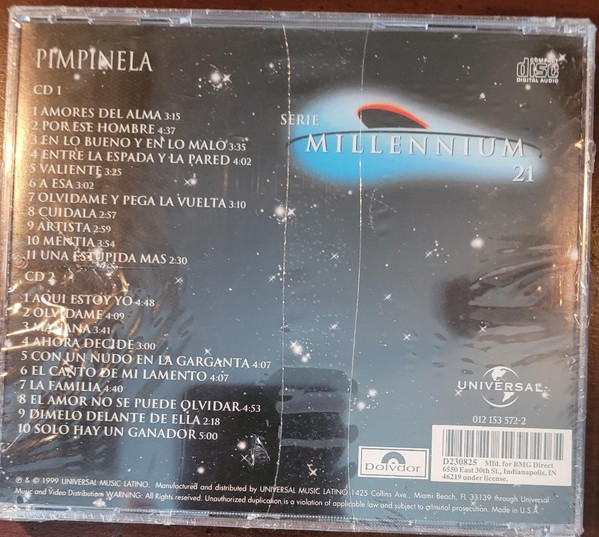 PIMPINELA
CD 1
1 AMORES DEL ALMA 3:15
2 POR ESE HOMBRE 4:37
3 EN LO BUENO Y EN LO MALO 3:35
4 ENTRE LA ESPADA Y LA PARED 4:02
5 VALIENTE 3:25
6 A ESA 3:02
7 OLVIDAME Y PEGA LA VUELTA 3:10
8 CUIDALA 2:57
9 ARTISTA 2:59
10 MENTIA 3:54
11 UNA ESTUPIDA MAS 2:30
CD 2
1 AQUI ESTOY YO 4:48
2 OLVIDAME 4:09
3 MAÑANA 3:41
4 AHORA DECIDE 3:00
5 CON UN NUDO EN LA GARGANTA 4:07
6 EL CANTO DE MI LAMENTO 4:07
7 LA FAMILIA 4:40
8 EL AMOR NO SE PUEDE OLVIDAR 4:53
9 DIMELO DELANTE DE ELLA 2:18
10 SOLO HAY UN GANADOR 5:00
COMPACT
disc
DIGITAL AUDIO
SERIE
MILLENNIUM
21
UNIVERSAL
012 153 572-2
D230825 Mfd. for BMG Direct
6550 East 30th St., Indianapolis, IN
46219 under license.
polydor
℗ & © 1999 UNIVERSAL MUSIC LATINO. Manufactured and distributed by UNIVERSAL MUSIC LATINO 1425 Collins Ave., Miami Beach, FL 33139 through Universal
Music and Video Distribution. WARNING: All Rights Reserved. Unauthorized duplication is a violation of applicable law and subject to criminal prosecution. Made in U.S.A.